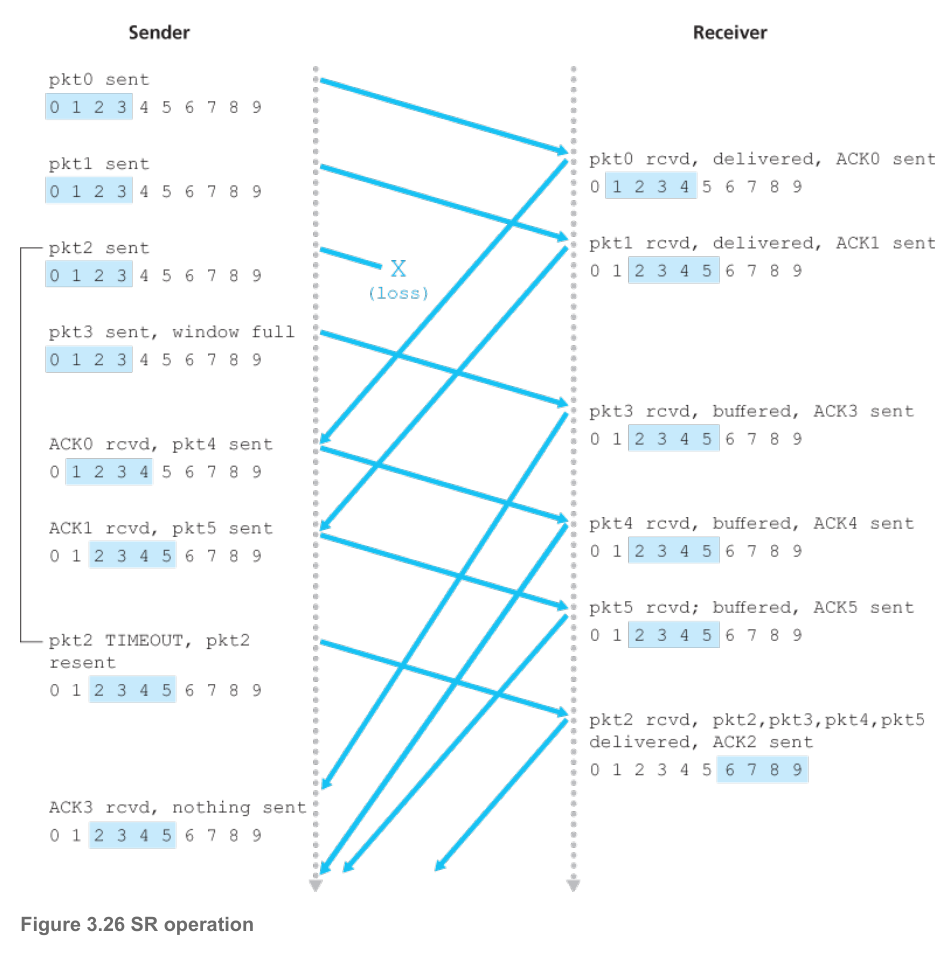 Sender
Receiver
pkt0 sent
0 1 2 3 4 5 6 7 8 9
pkt0 rcvd, delivered, ACK0 sent
0 1 2 3 4 5 6 7 8 9
pkt1 sent
0 1 2 3 4 5 6 7 8 9
pkt1 rcvd, delivered, ACK1 sent
0 1 2 3 4 5 6 7 8 9
pkt2 sent
0 1 2 3 4 5 6 7 8 9
X
(loss)
pkt3 sent, window full
0 1 2 3 4 5 6 7 8 9
pkt3 rcvd, buffered, ACK3 sent
0 1 2 3 4 5 6 7 8 9
ACK0 rcvd, pkt4 sent
0 1 2 3 4 5 6 7 8 9
pkt4 rcvd, buffered, ACK4 sent
0 1 2 3 4 5 6 7 8 9
ACK1 rcvd, pkt5 sent
0 1 2 3 4 5 6 7 8 9
pkt5 rcvd; buffered, ACK5 sent
0 1 2 3 4 5 6 7 8 9
pkt2 TIMEOUT, pkt2
resent
0 1 2 3 4 5 6 7 8 9
pkt2 rcvd, pkt2,pkt3,pkt4,pkt5
delivered, ACK2 sent
0 1 2 3 4 5 6 7 8 9
ACK3 rcvd, nothing sent
0 1 2 3 4 5 6 7 8 9
Figure 3.26 SR operation